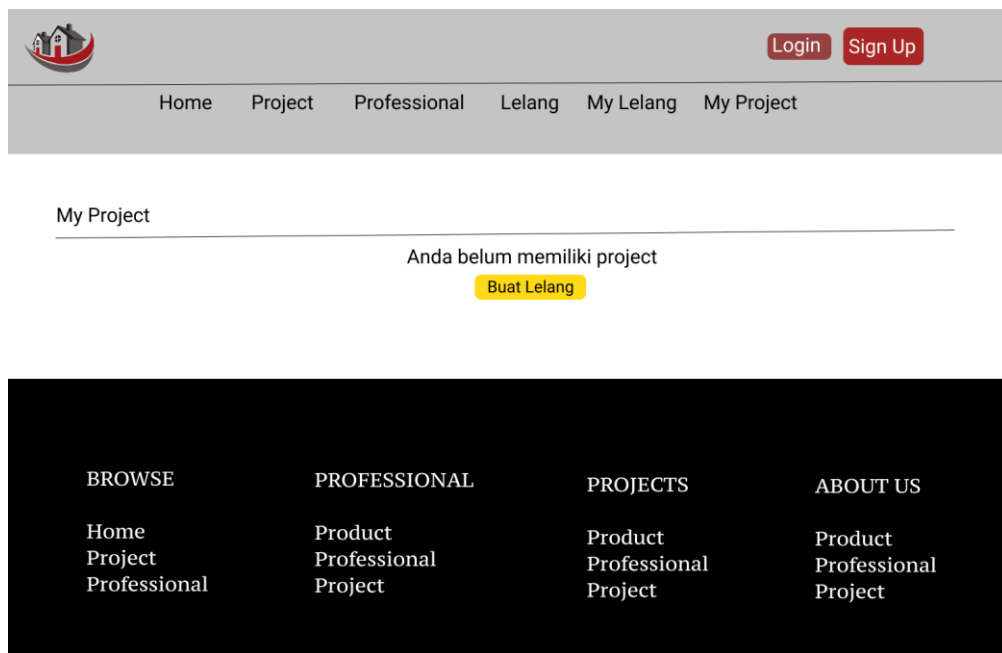 Login Sign Up
Home Project Professional Lelang My Lelang My Project
My Project
Anda belum memiliki project
Buat Lelang
BROWSE
Home
Project
Professional
PROFESSIONAL
Product
Professional
Project
PROJECTS
Product
Professional
Project
ABOUT US
Product
Professional
Project